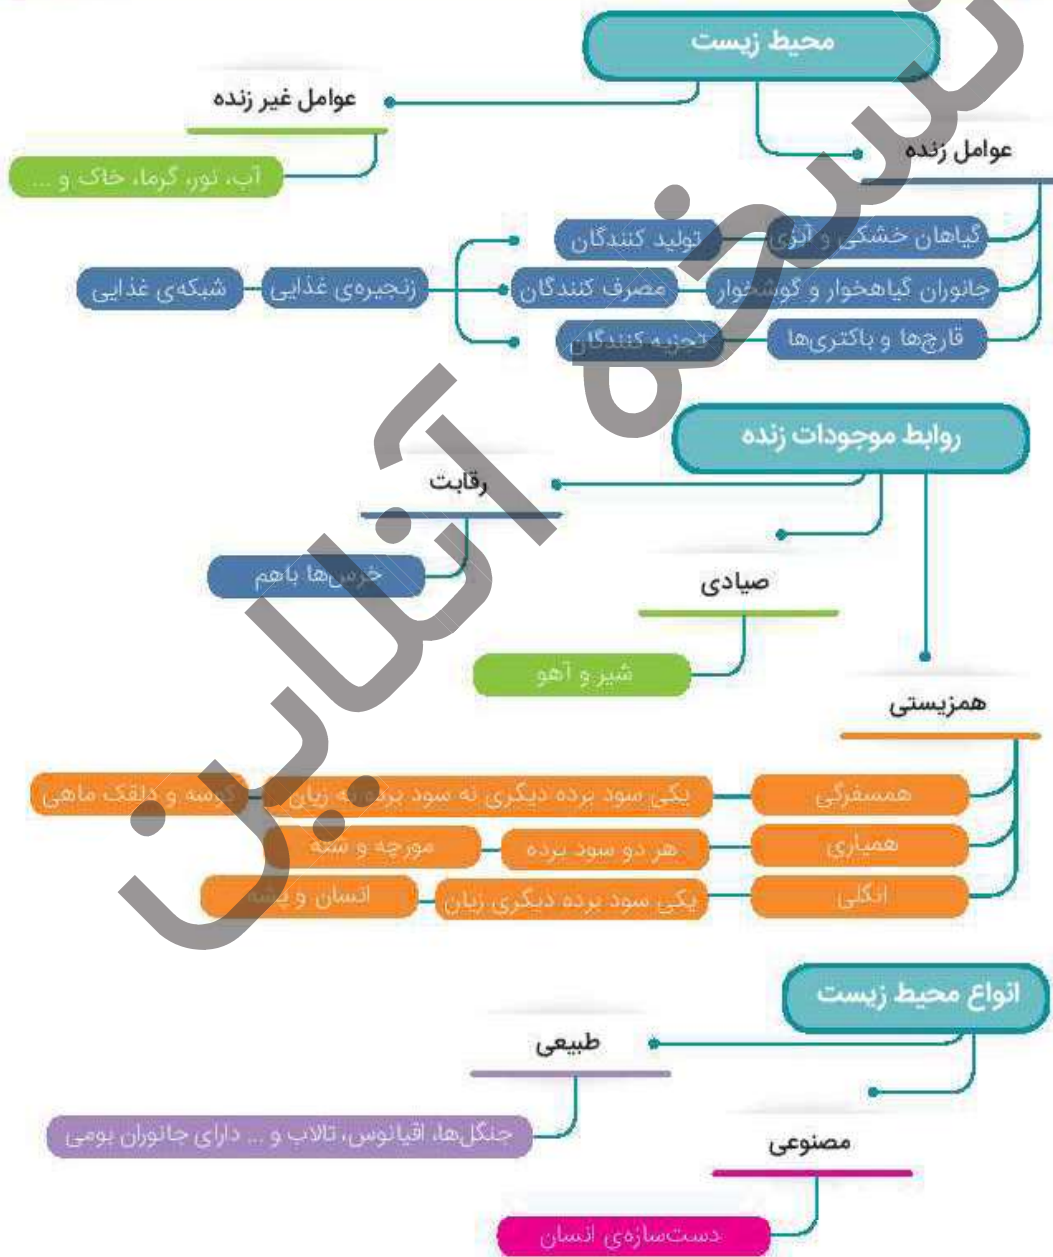 محیط زیست
عوامل غیر زنده
آب، نور، گرما، خاک و ...
عوامل زنده
گیاهان خشکی و آبزی تولید کنندگان
جانوران گیاهخوار و گوشتخوار مصرف کنندگان زنجیره‌ی غذایی شبکه‌ی غذایی
قارچ‌ها و باکتری‌ها تجزیه کنندگان
روابط موجودات زنده
رقابت
خرس‌ها باهم
صیادی
شیر و آهو
همزیستی
همسفرگی یکی سود برده دیگری نه سود برده نه زیان کوسه و دلقک ماهی
همیاری هر دو سود برده مورچه و شته
انگلی یکی سود برده دیگری زیان انسان و پشه
انواع محیط زیست
طبیعی
جنگل‌ها، اقیانوس، تالاب و ... دارای جانوران بومی
مصنوعی
دست‌سازه‌ی انسان
نسخه آنلاین